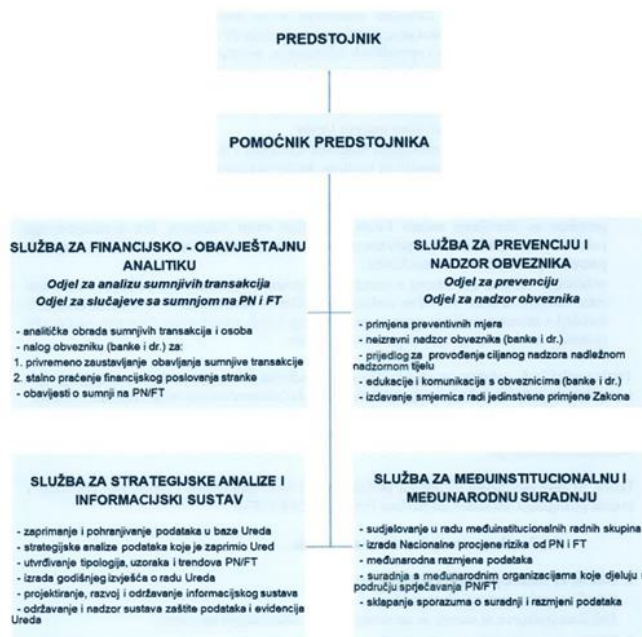 PREDSTOJNIK
POMOĆNIK PREDSTOJNIKA
SLUŽBA ZA FINANCIJSKO - OBAVJEŠTAJNU
ANALITIKU
Odjel za analizu sumnjivih transakcija
Odjel za slučajeve sa sumnjom na PN i FT
- analitička obrada sumnjivih transakcija i osoba
- nalog obvezniku (banke i dr.) za:
1. privremeno zaustavljanje obavljanja sumnjive transakcije
2. stalno praćenje financijskog poslovanja stranke
- obavijesti o sumnji na PN/FT
SLUŽBA ZA PREVENCIJU I
NADZOR OBVEZNIKA
Odjel za prevenciju
Odjel za nadzor obveznika
- primjena preventivnih mjera
- neizravni nadzor obveznika (banke i dr.)
- prijedlog za provođenje ciljanog nadzora nadležnom
nadzornom tijelu
- edukacije i komunikacija s obveznicima (banke i dr.)
- izdavanje smjernica radi jedinstvene primjene Zakona
SLUŽBA ZA STRATEGIJSKE ANALIZE I
INFORMACIJSKI SUSTAV
- zaprimanje i pohranjivanje podataka u baze Ureda
- strategijske analize podataka koje je zaprimio Ured
- utvrđivanje tipologija, uzoraka i trendova PN/FT
- izrada godišnjeg izvješća o radu Ureda
- projektiranje, razvoj i održavanje informacijskog sustava
- održavanje i nadzor sustava zaštite podataka i evidencija
Ureda
SLUŽBA ZA MEĐUINSTITUCIONALNU I
MEĐUNARODNU SURADNJU
- sudjelovanje u radu međuinstitucionalnih radnih skupina
- izrada Nacionalne procjene rizika od PN i FT
- međunarodna razmjena podataka
- suradnja s međunarodnim organizacijama koje djeluju
području sprječavanja PN/FT
- sklapanje sporazuma o suradnji i razmjeni podataka